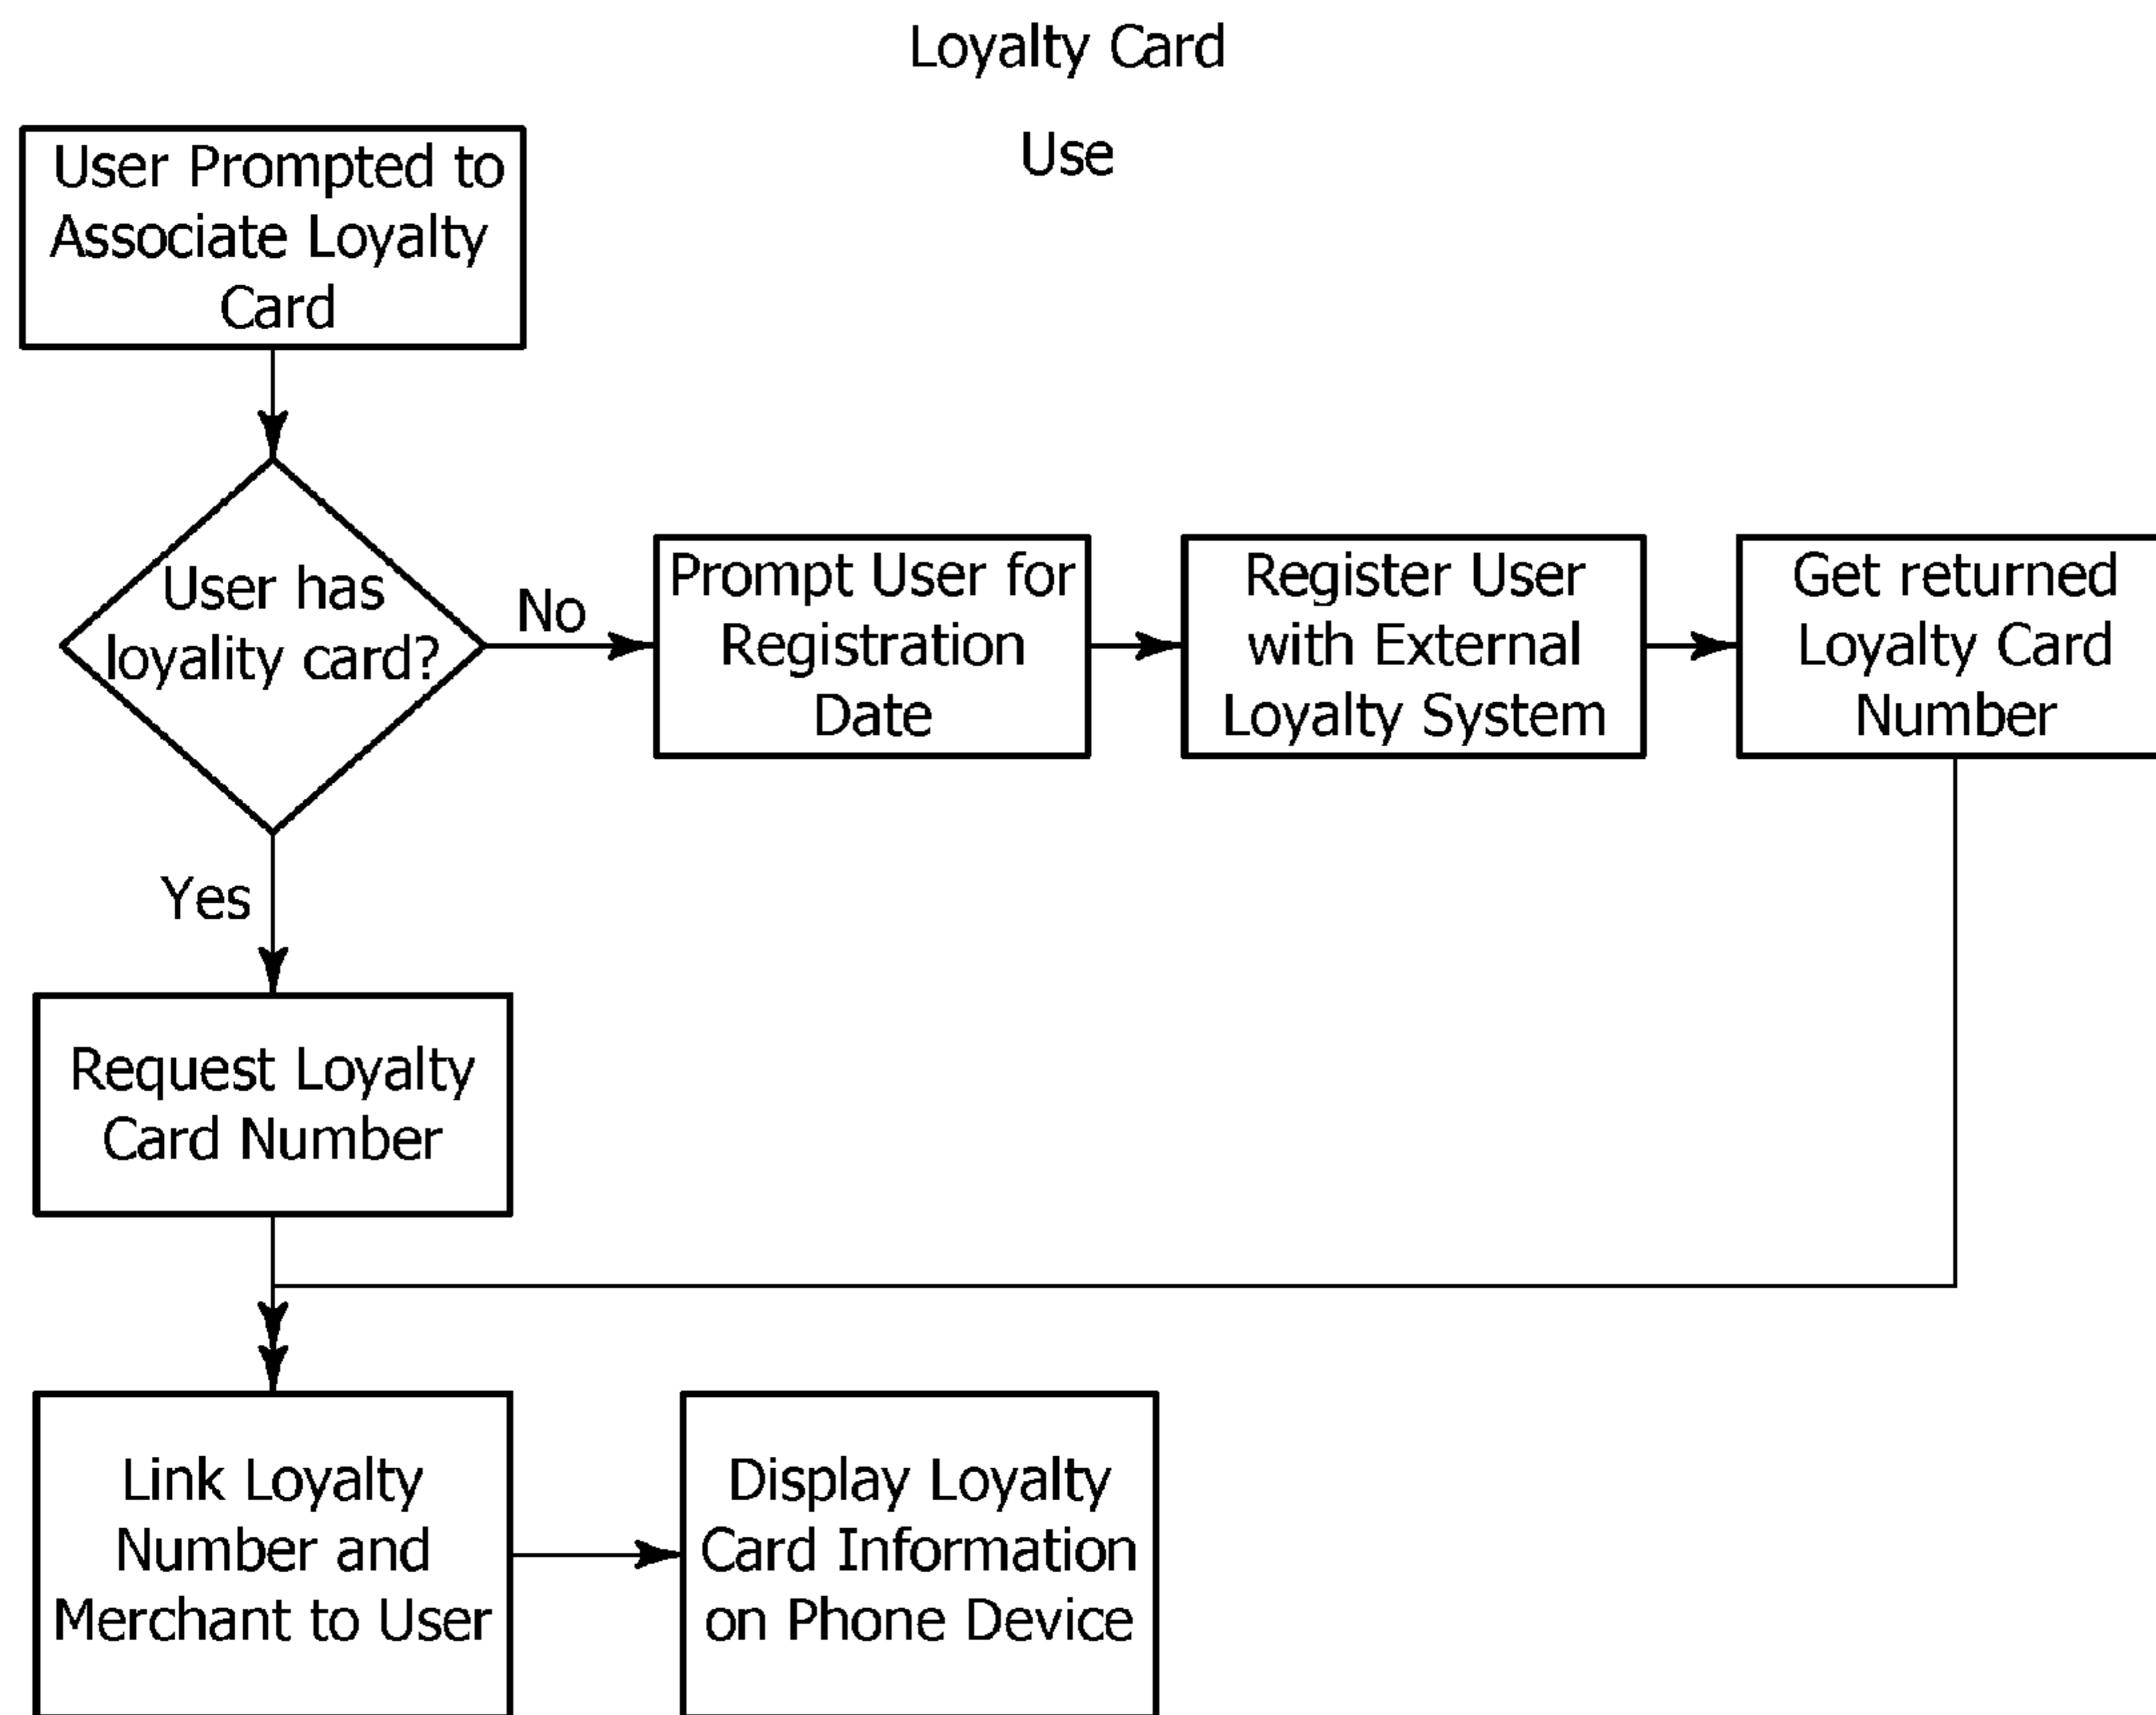 Loyalty Card
Use
User Prompted to
Associate Loyalty
Card
User has
loyality card?
No
Prompt User for
Registration
Date
Register User
with External
Loyalty System
Get returned
Loyalty Card
Number
Yes
Request Loyalty
Card Number
Link Loyalty
Number and
Merchant to User
Display Loyalty
Card Information
on Phone Device